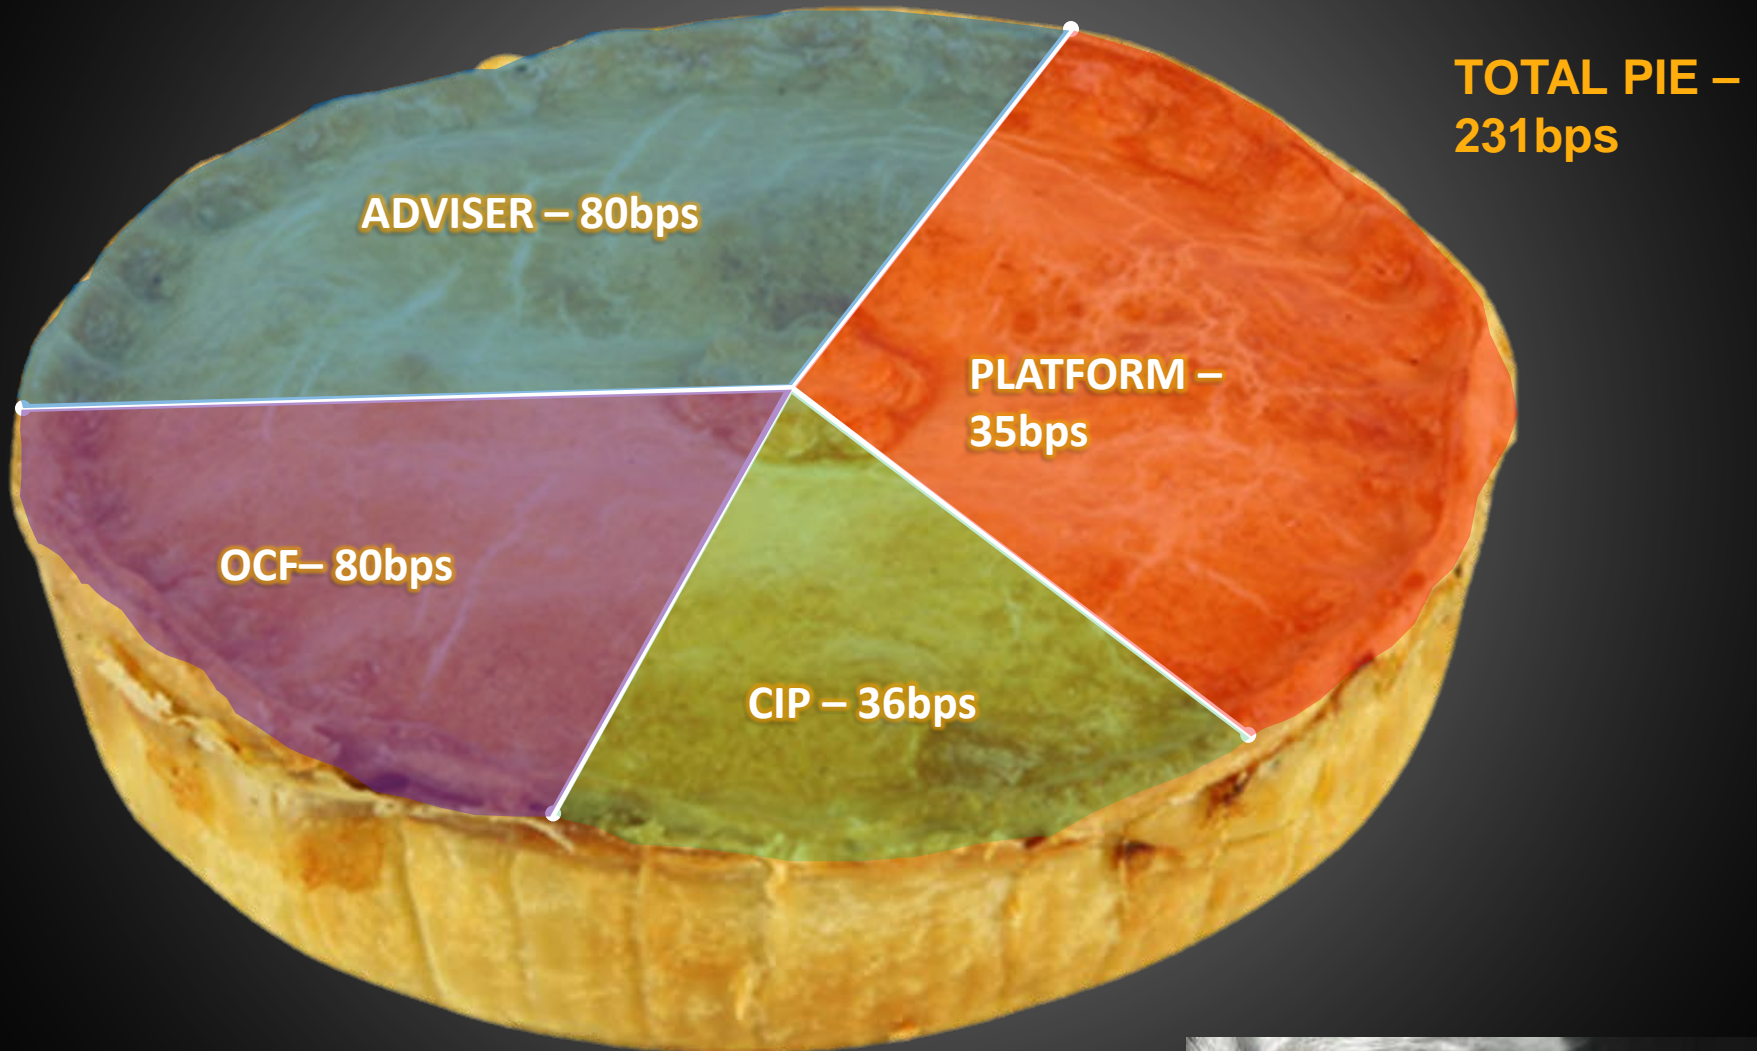 TOTAL PIE –
231bps
ADVISER – 80bps
PLATFORM –
35bps
OCF– 80bps
CIP – 36bps